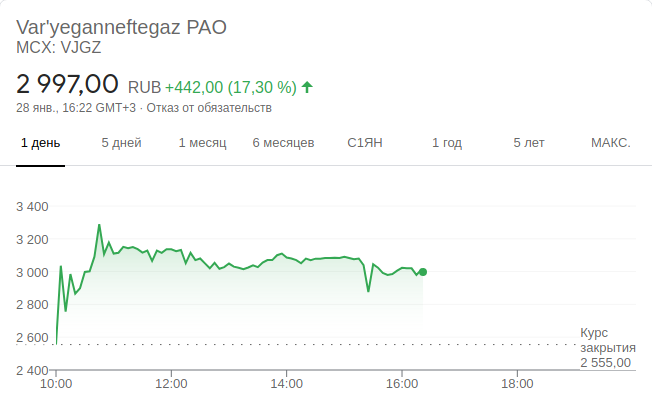 Var'yeganneftegaz PAO
MCX: VJGZ
2 997,00 RUB +442,00 (17,30 %)
28 янв., 16:22 GMT+3 · Отказ от обязательств
1 день 5 дней 1 месяц 6 месяцев С1ЯН 1 год 5 лет МАКС.
3 400
3 200
3 000
2 800
2 600
Курс
закрытия
2 555,00
2 400
10:00 12:00 14:00 16:00 18:00